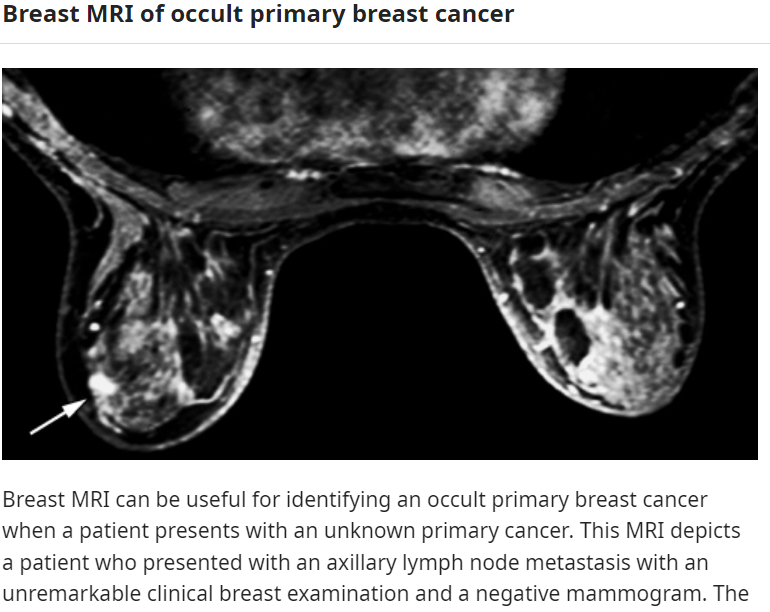 Breast MRI of occult primary breast cancer
Breast MRI can be useful for identifying an occult primary breast cancer
when a patient presents with an unknown primary cancer. This MRI depicts
a patient who presented with an axillary lymph node metastasis with an
unremarkable clinical breast examination and a negative mammogram. The